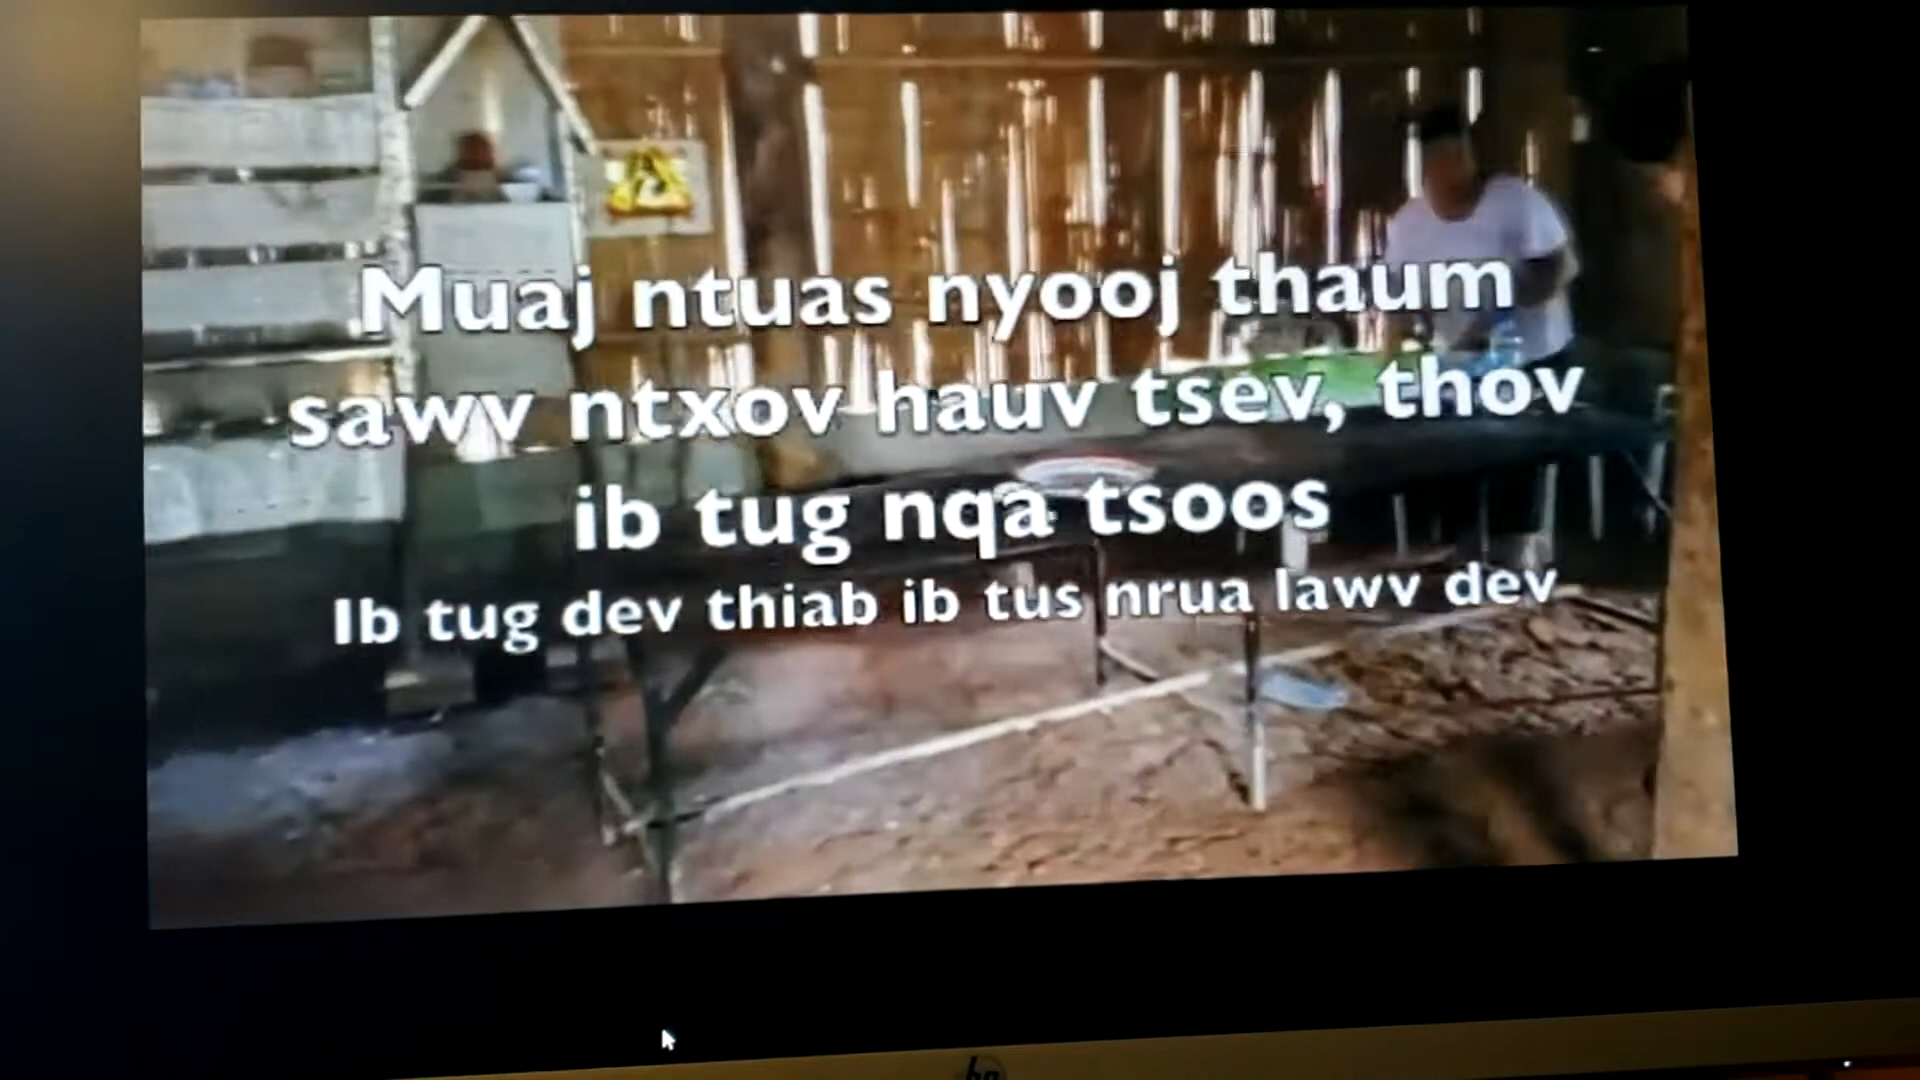 Muaj ntuas nyooj thaum
sawv ntxov hauv tsev, thov
ib tug nqa tsoos
Ib tug dev thiab ib tus nrua lawv dev
hp